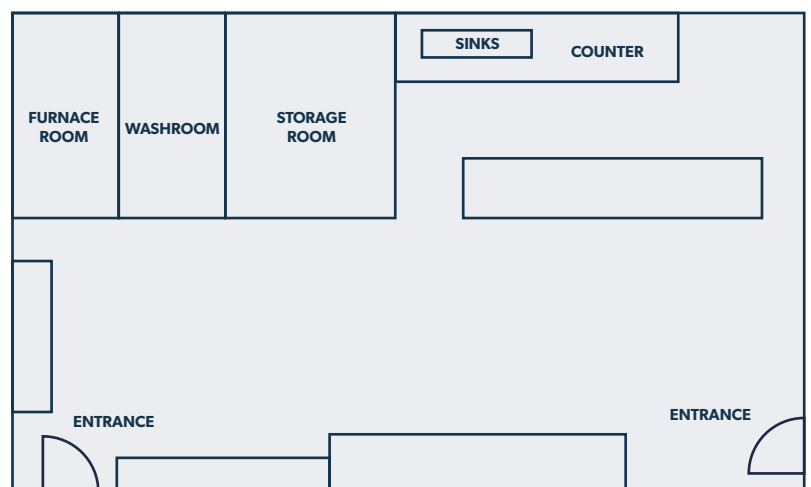 SINKS
COUNTER
FURNACE
ROOM
WASHROOM
STORAGE
ROOM
ENTRANCE
ENTRANCE